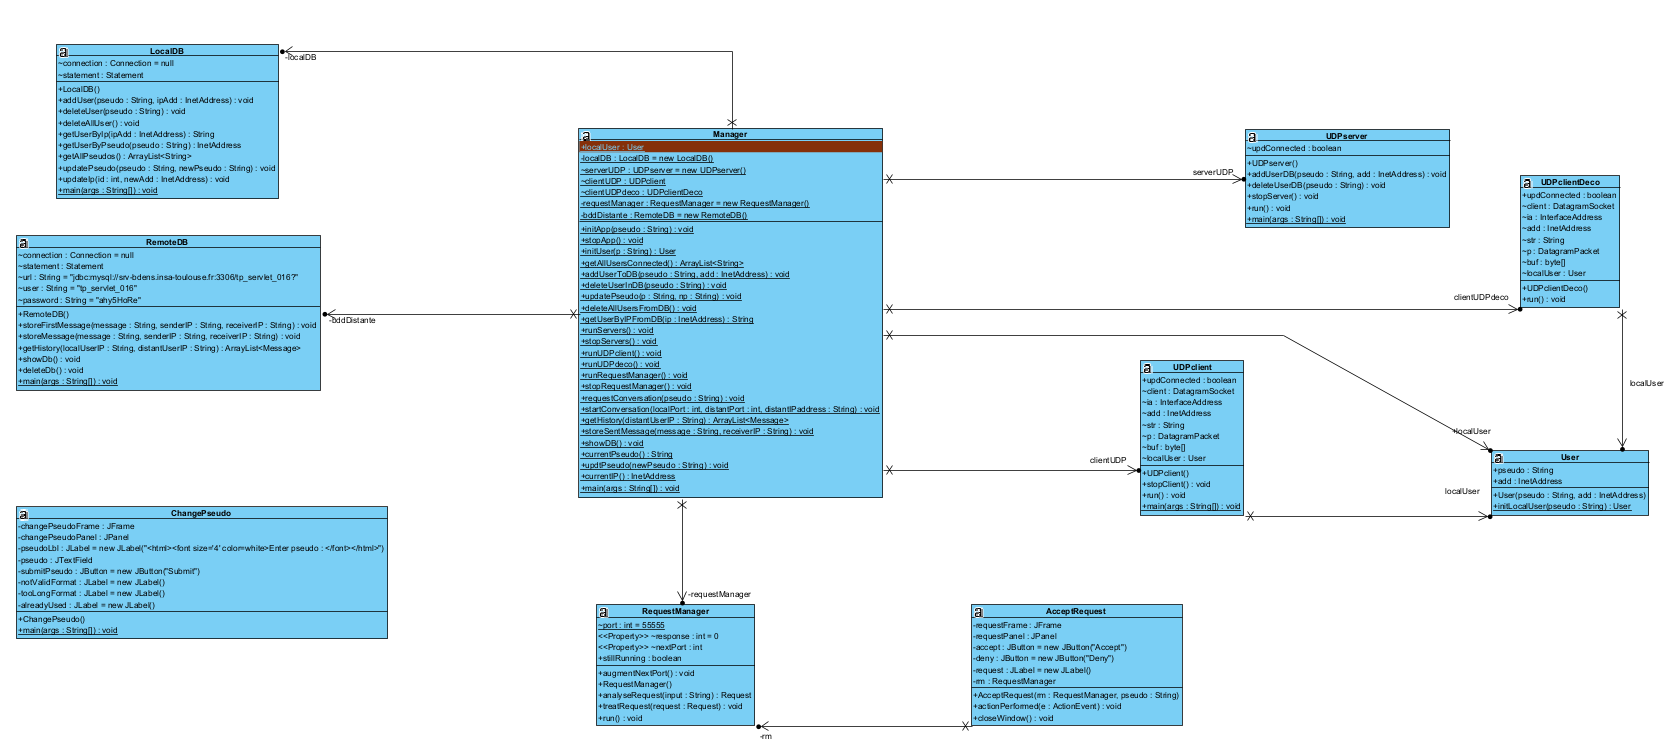 LocalDB
~connection : Connection = null
~statement : Statement
+LocalDB()
+addUser(pseudo : String, ipAdd : InetAddress) : void
+deleteUser(pseudo : String) : void
+deleteAllUser() : void
+getUserByIp(ipAdd : InetAddress) : String
+getUserByPseudo(pseudo : String) : InetAddress
+getAllPseudos() : ArrayList<String>
+updatePseudo(pseudo : String, newPseudo : String) : void
+updateIp(id : int, newAdd : InetAddress) : void
+main(args : String[]) : void
-localDB
RemoteDB
~connection : Connection = null
~statement : Statement
~url : String = "jdbc:mysql://srv-bdens.insa-toulouse.fr:3306/tp_servlet_016?"
~user : String = "tp_servlet_016"
~password : String = "ahy5HoRe"
+RemoteDB()
+storeFirstMessage(message : String, senderIP : String, receiverIP : String) : void
+storeMessage(message : String, senderIP : String, receiverIP : String) : void
+getHistory(localUserIP : String, distantUserIP : String) : ArrayList<Message>
+showDb() : void
+deleteDb() : void
+main(args : String[]) : void
-bddDistante
ChangePseudo
-changePseudoFrame : JFrame
-changePseudoPanel : JPanel
-pseudoLbl : JLabel = new JLabel("<html><font size='4' color=white>Enter pseudo : </font></html>")
-pseudo : JTextField
-submitPseudo : JButton = new JButton("Submit")
-notValidFormat : JLabel = new JLabel()
-tooLongFormat : JLabel = new JLabel()
-alreadyUsed : JLabel = new JLabel()
+ChangePseudo()
+main(args : String[]) : void
Manager
+localUser : User
-localDB : LocalDB = new LocalDB()
~serverUDP : UDPserver = new UDPserver()
~clientUDP : UDPclient
~clientUDPdeco : UDPclientDeco
-requestManager : RequestManager = new RequestManager()
-bddDistante : RemoteDB = new RemoteDB()
+initApp(pseudo : String) : void
+stopApp() : void
+initUser(p : String) : User
+getAllUsersConnected() : ArrayList<String>
+addUserToDB(pseudo : String, add : InetAddress) : void
+deleteUserInDB(pseudo : String) : void
+updatePseudo(p : String, np : String) : void
+deleteAllUsersFromDB() : void
+getUserByIPFromDB(ip : InetAddress) : String
+runServers() : void
+stopServers() : void
+runUDPclient() : void
+runUDPdeco() : void
+runRequestManager() : void
+stopRequestManager() : void
+requestConversation(pseudo : String) : void
+startConversation(localPort : int, distantPort : int, distantIPaddress : String) : void
+getHistory(distantUserIP : String) : ArrayList<Message>
+storeSentMessage(message : String, receiverIP : String) : void
+showDB() : void
+currentPseudo() : String
+updtPseudo(newPseudo : String) : void
+currentIP() : InetAddress
+main(args : String[]) : void
serverUDP
UDPserver
~updConnected : boolean
+UDPserver()
+addUserDB(pseudo : String, add : InetAddress) : void
+deleteUserDB(pseudo : String) : void
+stopServer() : void
+run() : void
+main(args : String[]) : void
clientUDPdeco
UDPclientDeco
+updConnected : boolean
~client : DatagramSocket
~ia : InterfaceAddress
~add : InetAddress
~str : String
~p : DatagramPacket
~buf : byte[]
~localUser : User
+UDPclientDeco()
+run() : void
localUser
clientUDP
UDPclient
+updConnected : boolean
~client : DatagramSocket
~ia : InterfaceAddress
~add : InetAddress
~str : String
~p : DatagramPacket
~buf : byte[]
~localUser : User
+UDPclient()
+stopClient() : void
+run() : void
+main(args : String[]) : void
+localUser
localUser
User
+pseudo : String
+add : InetAddress
+User(pseudo : String, add : InetAddress)
+initLocalUser(pseudo : String) : User
-requestManager
RequestManager
~port : int = 55555
<<Property>> ~response : int = 0
<<Property>> ~nextPort : int
+stillRunning : boolean
+augmentNextPort() : void
+RequestManager()
+analyseRequest(input : String) : Request
+treatRequest(request : Request) : void
+run() : void
-rm
AcceptRequest
-requestFrame : JFrame
-requestPanel : JPanel
-accept : JButton = new JButton("Accept")
-deny : JButton = new JButton("Deny")
-request : JLabel = new JLabel()
-rm : RequestManager
+AcceptRequest(rm : RequestManager, pseudo : String)
+actionPerformed(e : ActionEvent) : void
+closeWindow() : void